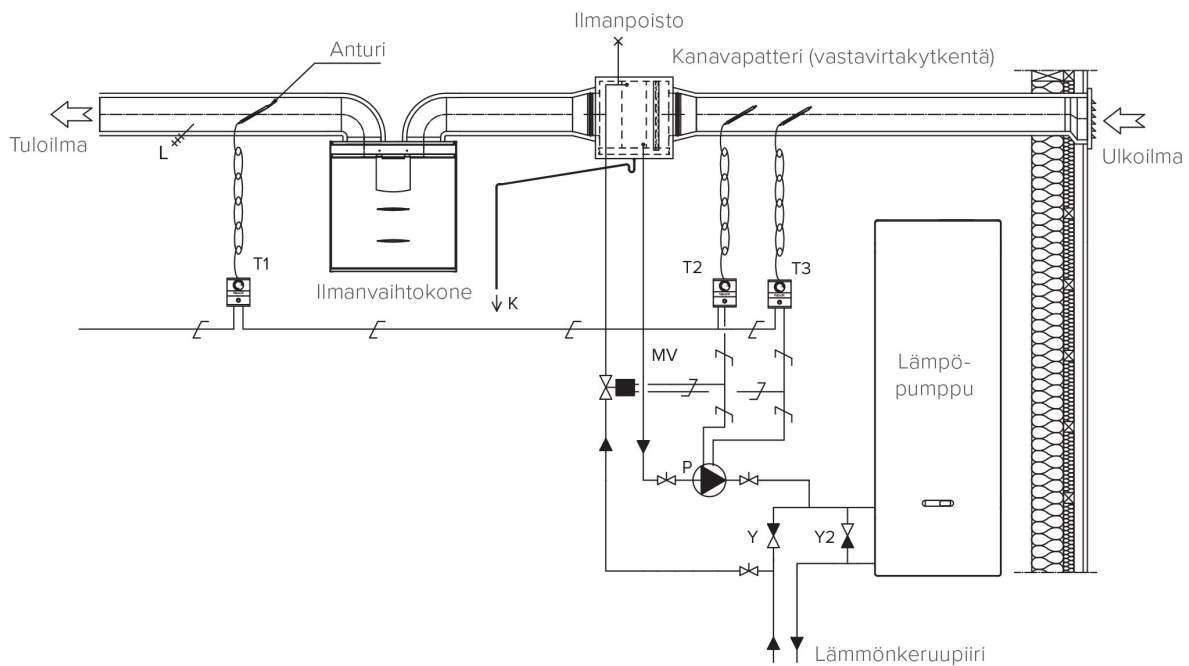 Ilmanpoisto
Anturi
Kanavapatteri (vastavirtakytkentä)
Tuloilma
L
Ulkoilma
T1
T2
T3
Ilmanvaihtokone
K
MV
Lämpö-
pumppu
P
Y
Y2
Lämmönkeruupiiri